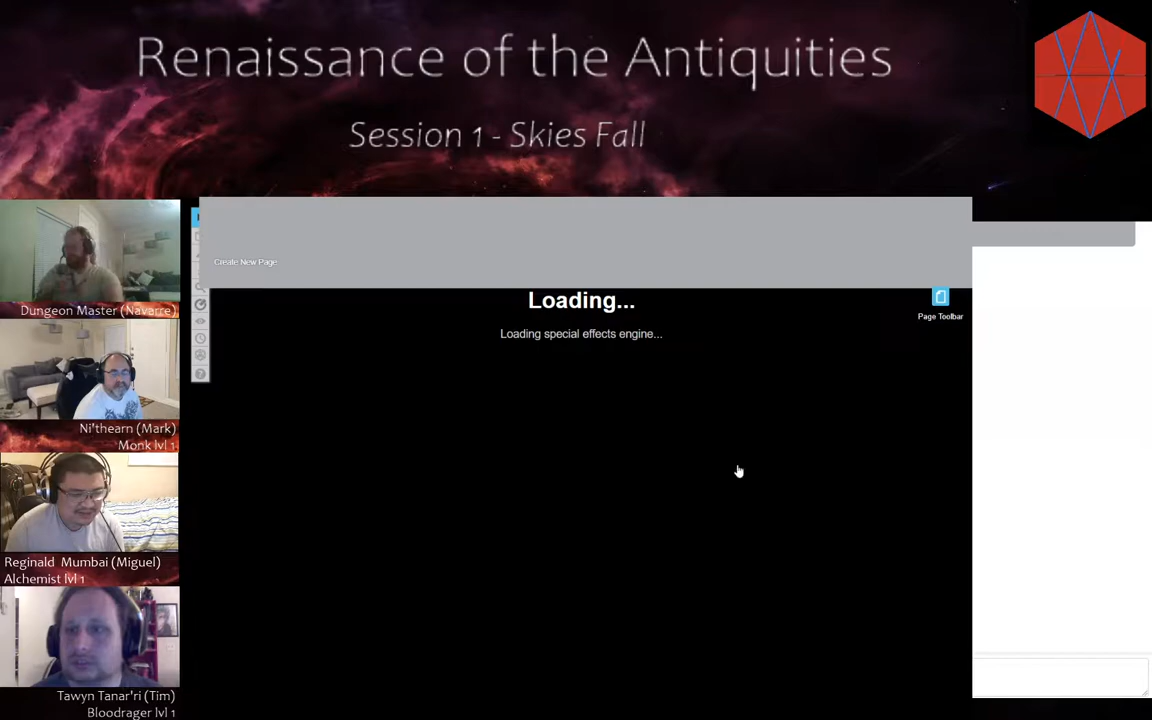 Renaissance of the Antiquities
Session 1 - Skies Fall
Create New Page
Loading...
Loading special effects engine...
Page Toolbar
Dungeon Master (Navarre)
Ni'thearn (Mark)
Monk lvl 1
Reginald Mumbai (Miguel)
Alchemist lvl 1
Tawyn Tanar'ri (Tim)
Bloodrager lvl 1